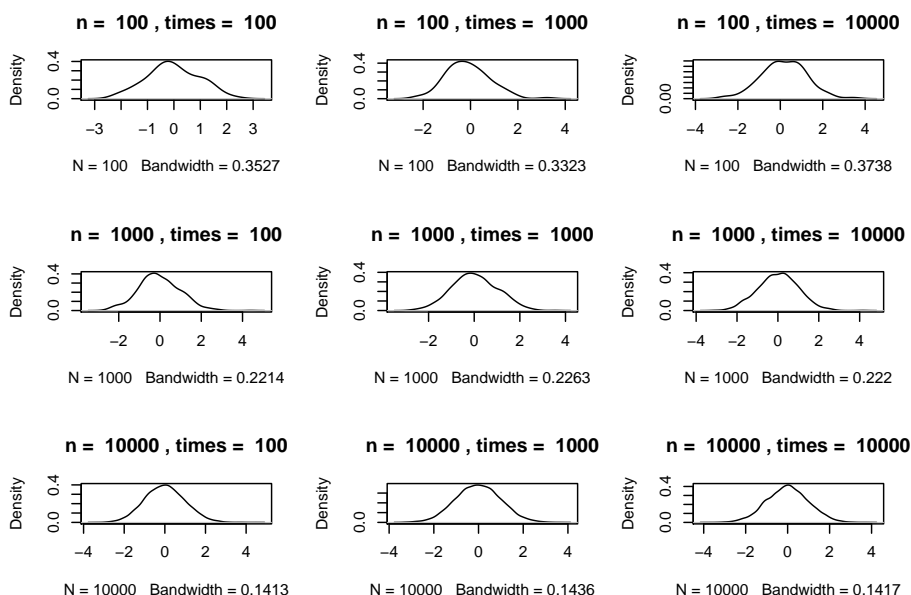 n = 100 , times = 100
Density
0.0 0.4
−3 −1 0 1 2 3
N = 100 Bandwidth = 0.3527
n = 100 , times = 1000
Density
0.0 0.4
−2 0 2 4
N = 100 Bandwidth = 0.3323
n = 100 , times = 10000
Density
0.00
−4 −2 0 2 4
N = 100 Bandwidth = 0.3738
n = 1000 , times = 100
Density
0.0 0.4
−2 0 2 4
N = 1000 Bandwidth = 0.2214
n = 1000 , times = 1000
Density
0.0 0.4
−4 −2 0 2 4
N = 1000 Bandwidth = 0.2263
n = 1000 , times = 10000
Density
0.0 0.4
−4 −2 0 2 4
N = 1000 Bandwidth = 0.222
n = 10000 , times = 100
Density
0.0 0.4
−4 −2 0 2 4
N = 10000 Bandwidth = 0.1413
n = 10000 , times = 1000
Density
0.0
−4 −2 0 2 4
N = 10000 Bandwidth = 0.1436
n = 10000 , times = 10000
Density
0.0 0.4
−4 −2 0 2 4
N = 10000 Bandwidth = 0.1417